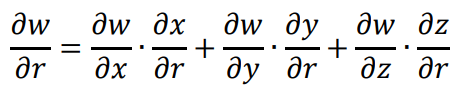 ∂w/∂r = ∂w/∂x · ∂x/∂r + ∂w/∂y · ∂y/∂r + ∂w/∂z · ∂z/∂r